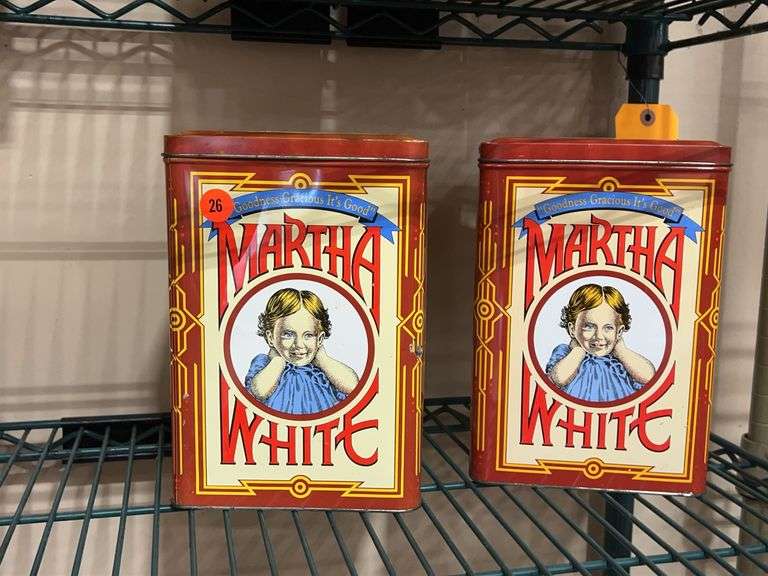 26
"Goodness Gracious It's Good"
MARTHA
WHITE
"Goodness Gracious It's Good"
MARTHA
WHITE